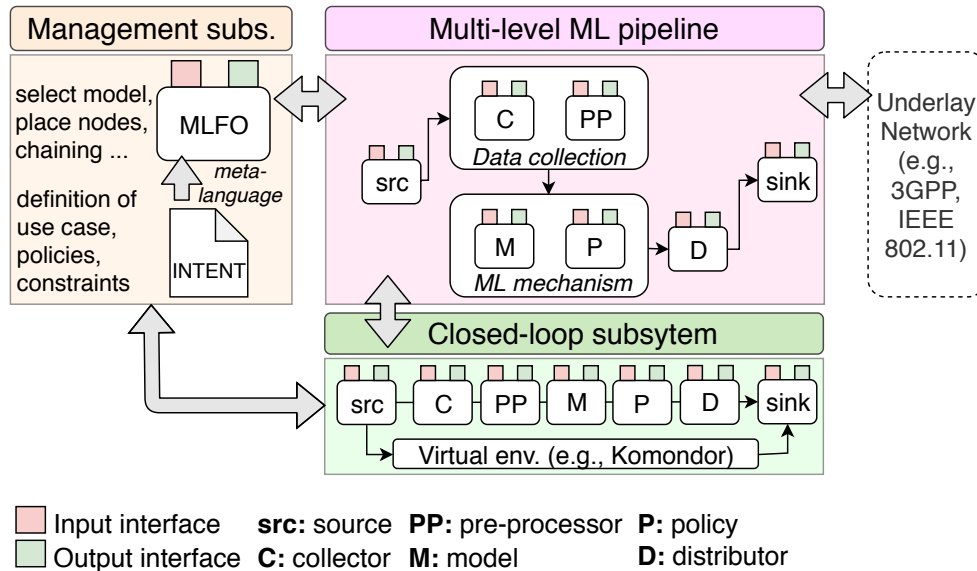 Management subs.
Multi-level ML pipeline
select model,
place nodes,
chaining ...
MLFO
meta-
language
definition of
use case,
policies,
constraints
INTENT
src
C
PP
Data collection
M
P
ML mechanism
D
sink
Underlay
Network
(e.g.,
3GPP,
IEEE
802.11)
Closed-loop subsytem
src
C
PP
M
P
D
sink
Virtual env. (e.g., Komondor)
Input interface
src: source
PP: pre-processor
P: policy
Output interface
C: collector
M: model
D: distributor